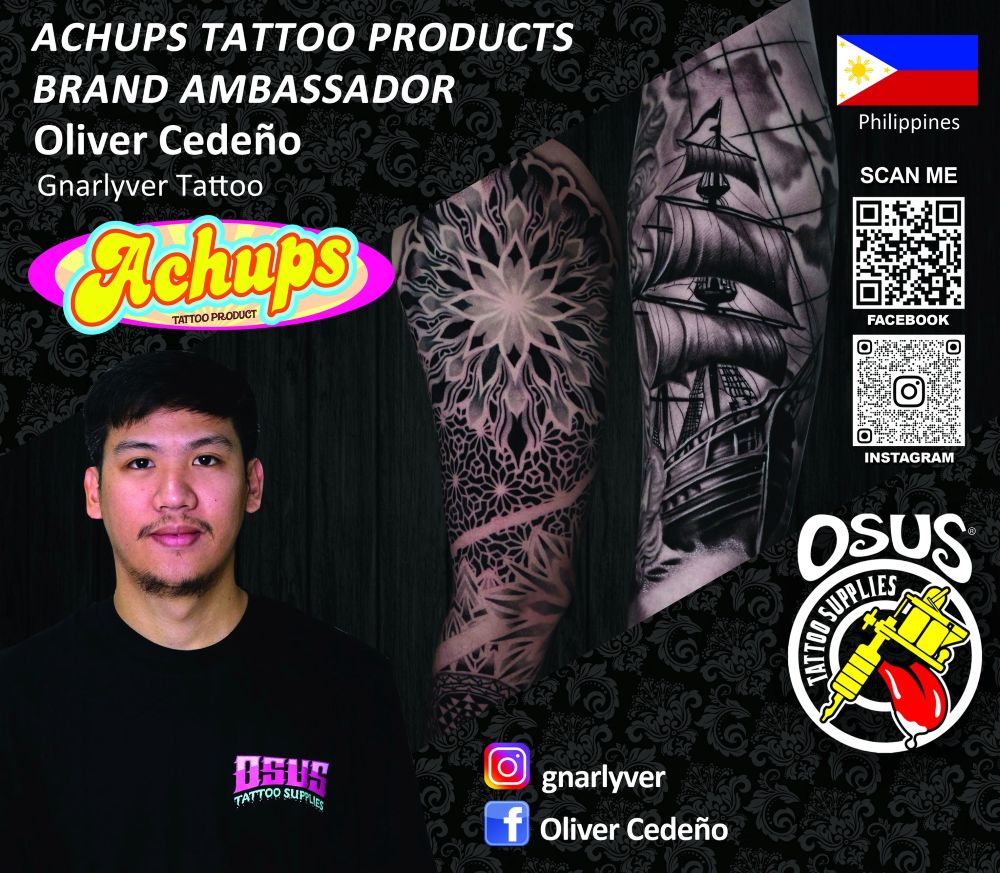 ACHUPS TATTOO PRODUCTS
BRAND AMBASSADOR
Oliver Cedeño
Gnarlyver Tattoo
Achups
TATTOO PRODUCT
Philippines
SCAN ME
FACEBOOK
INSTAGRAM
OSUS®
TATTOO SUPPLIES
OSUS
TATTOO SUPPLIES
gnarlyver
Oliver Cedeño